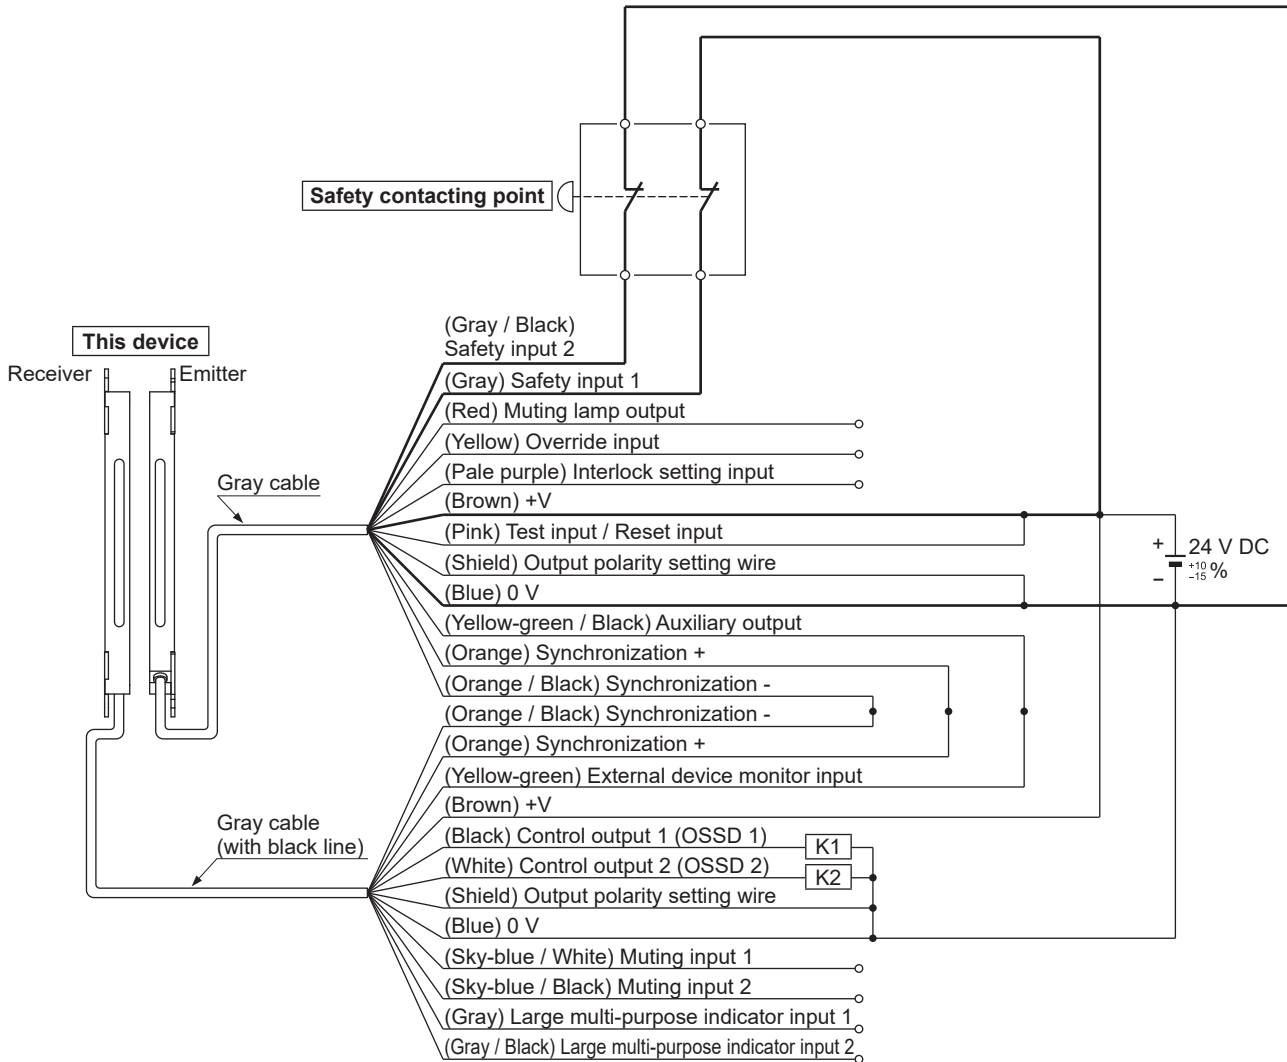 Safety contacting point
(Gray / Black)
Safety input 2
This device
Receiver
Emitter
(Gray) Safety input 1
(Red) Muting lamp output
(Yellow) Override input
(Pale purple) Interlock setting input
Gray cable
(Brown) +V
(Pink) Test input / Reset input
+
24 V DC
+10
−15 %
−
(Shield) Output polarity setting wire
(Blue) 0 V
(Yellow-green / Black) Auxiliary output
(Orange) Synchronization +
(Orange / Black) Synchronization -
(Orange / Black) Synchronization -
(Orange) Synchronization +
(Yellow-green) External device monitor input
(Brown) +V
Gray cable
(with black line)
(Black) Control output 1 (OSSD 1)
K1
(White) Control output 2 (OSSD 2)
K2
(Shield) Output polarity setting wire
(Blue) 0 V
(Sky-blue / White) Muting input 1
(Sky-blue / Black) Muting input 2
(Gray) Large multi-purpose indicator input 1
(Gray / Black) Large multi-purpose indicator input 2